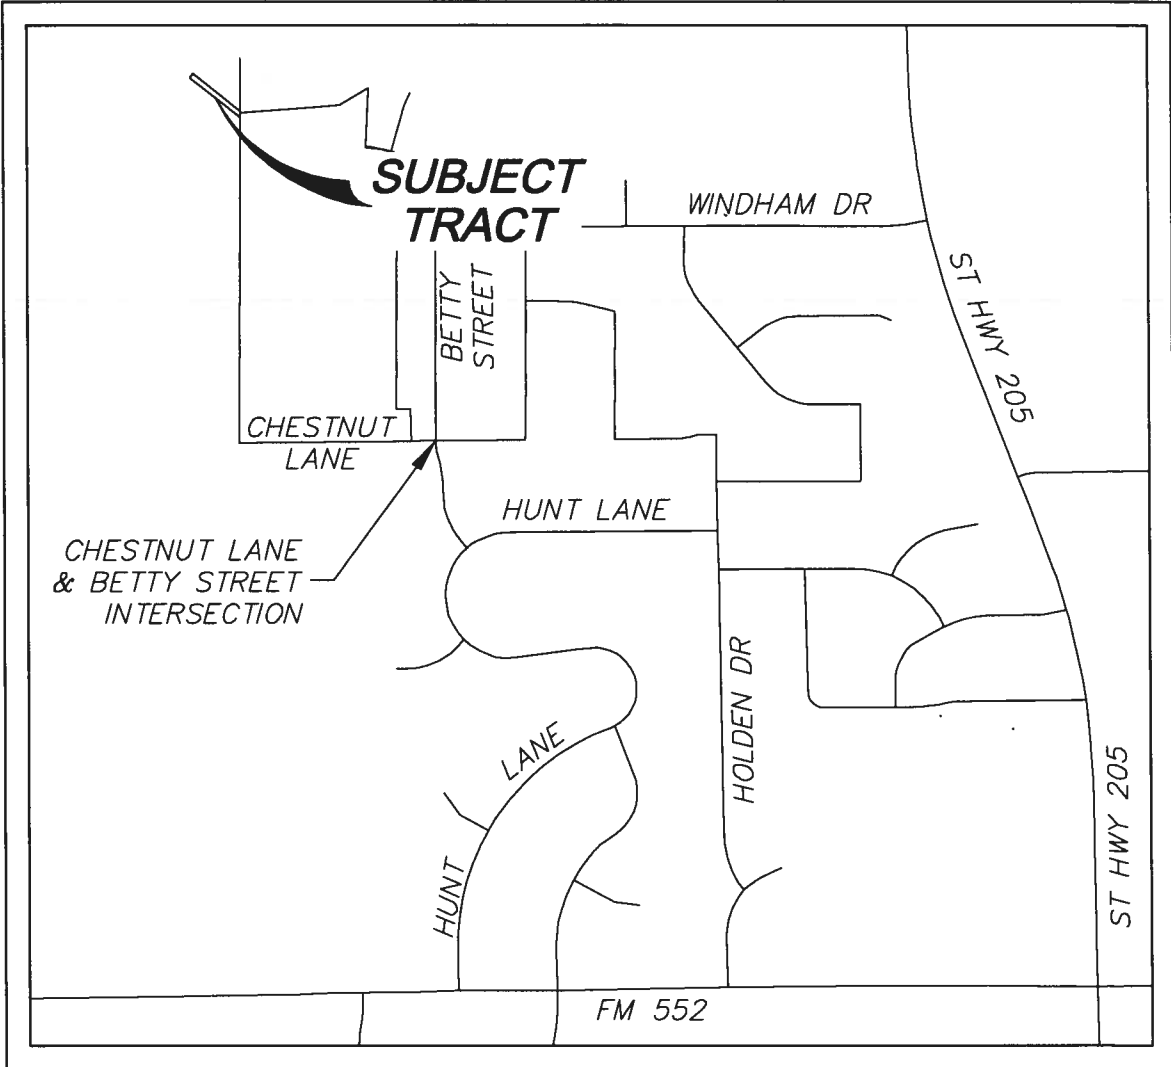 SUBJECT
TRACT
WINDHAM DR
ST HWY 205
BETTY
STREET
CHESTNUT
LANE
HUNT LANE
CHESTNUT LANE
& BETTY STREET
INTERSECTION
HOLDEN DR
LANE
HUNT
ST HWY 205
FM 552